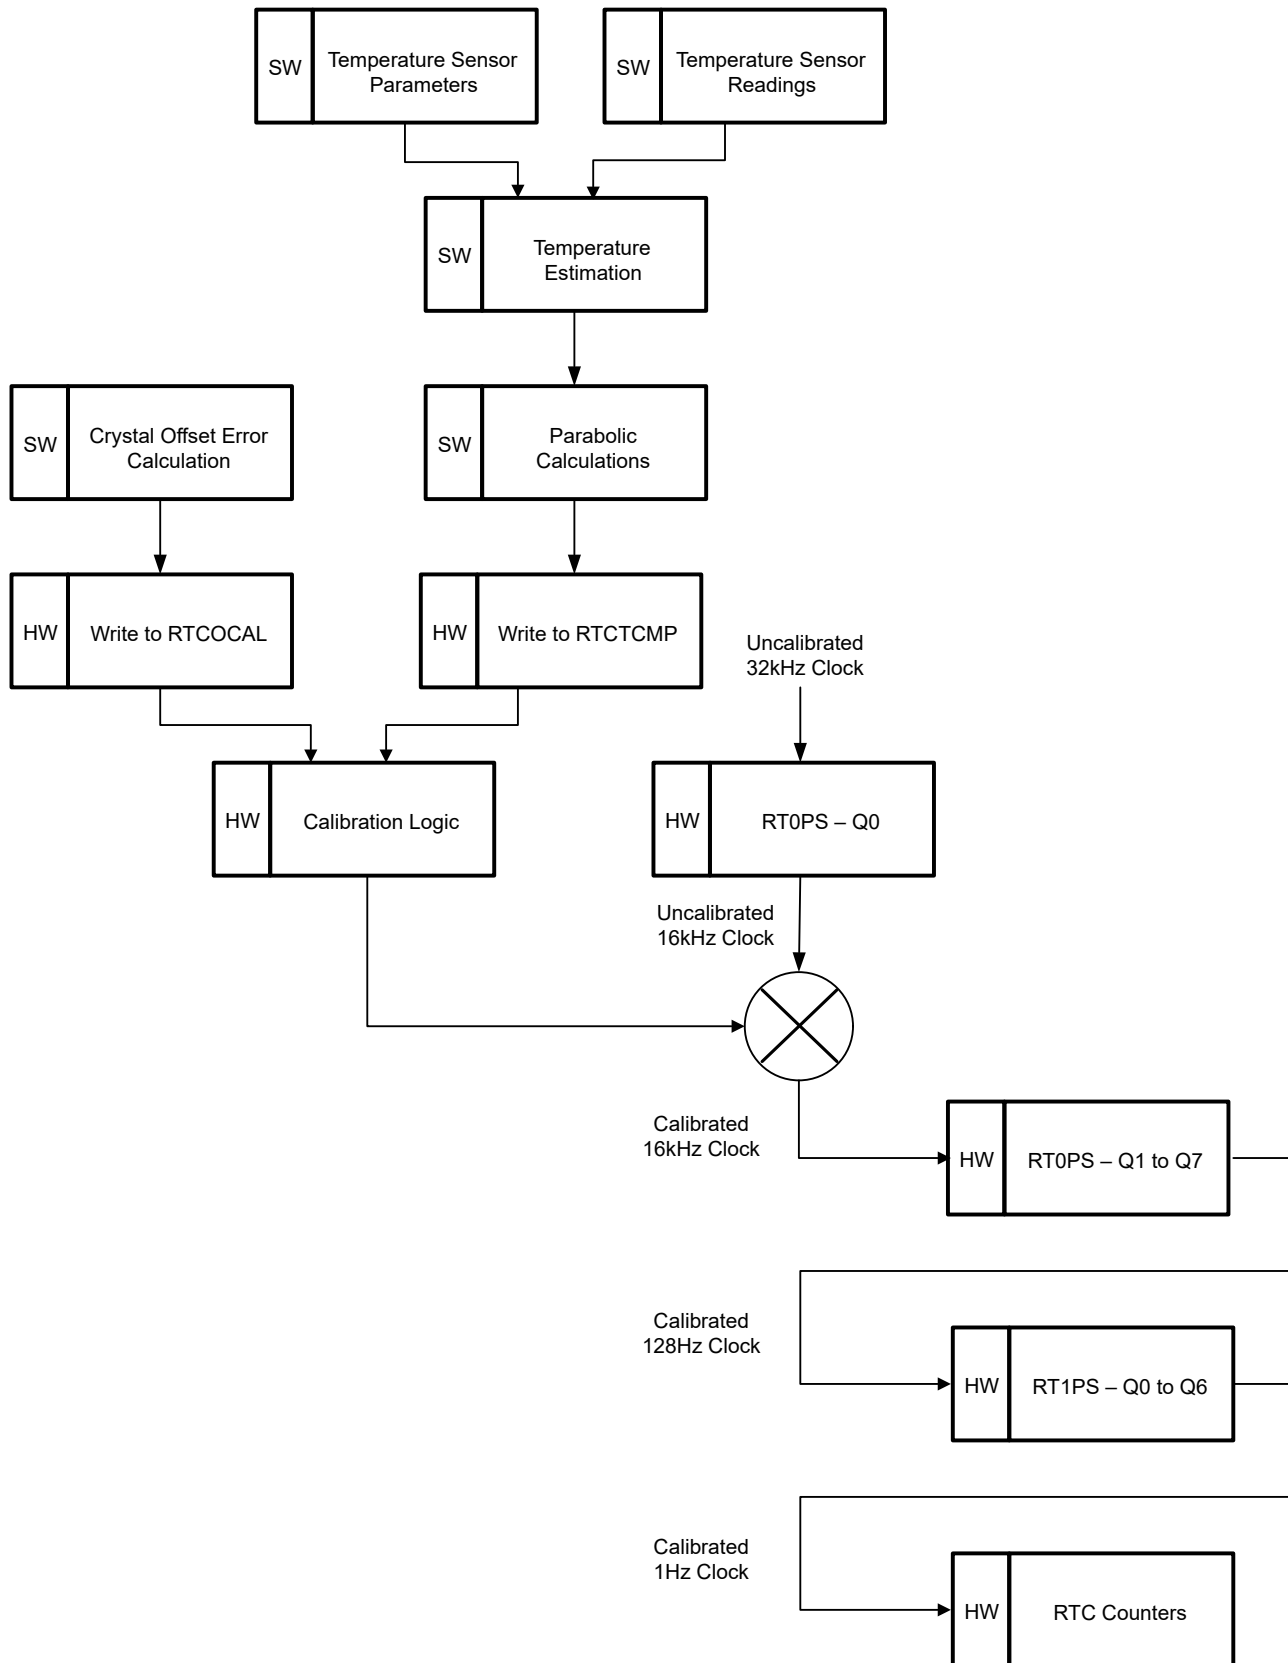 SW
Temperature Sensor
Parameters
SW
Temperature Sensor
Readings
SW
Temperature
Estimation
SW
Crystal Offset Error
Calculation
SW
Parabolic
Calculations
HW
Write to RTCOCAL
HW
Write to RTCTCMP
Uncalibrated
32kHz Clock
HW
Calibration Logic
HW
RT0PS – Q0
Uncalibrated
16kHz Clock
Calibrated
16kHz Clock
HW
RT0PS – Q1 to Q7
Calibrated
128Hz Clock
HW
RT1PS – Q0 to Q6
Calibrated
1Hz Clock
HW
RTC Counters